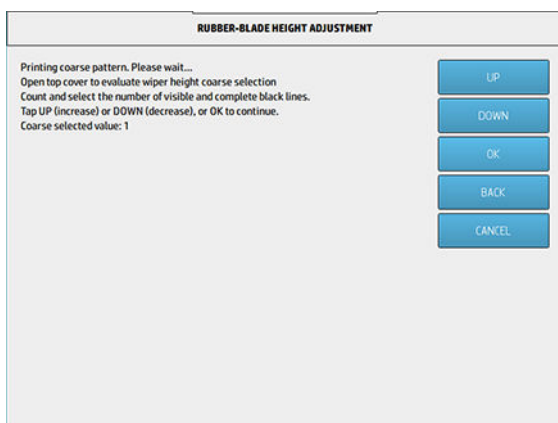 RUBBER-BLADE HEIGHT ADJUSTMENT
Printing coarse pattern. Please wait...
Open top cover to evaluate wiper height coarse selection
Count and select the number of visible and complete black lines.
Tap UP (increase) or DOWN (decrease), or OK to continue.
Coarse selected value: 1
UP
DOWN
OK
BACK
CANCEL